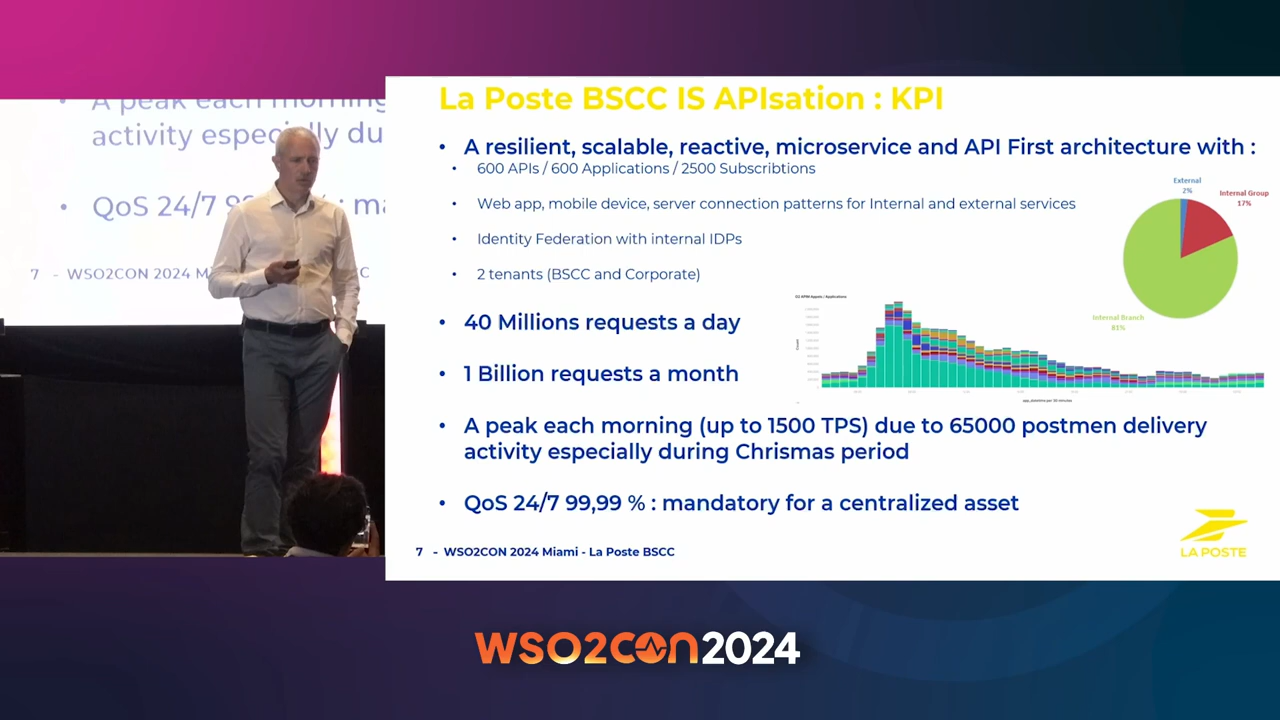 A peak each morning
activity especially du
QoS 24/7 99
7 - WSO2CON 2024 M
La Poste BSCC IS APIsation : KPI
• A resilient, scalable, reactive, microservice and API First architecture with :
• 600 APIs / 600 Applications / 2500 Subscribtions
• Web app, mobile device, server connection patterns for Internal and external services
• Identity Federation with internal IDPs
• 2 tenants (BSCC and Corporate)
External
2%
Internal Group
17%
Internal Branch
81%
• 40 Millions requests a day
• 1 Billion requests a month
• A peak each morning (up to 1500 TPS) due to 65000 postmen delivery
activity especially during Chrismas period
• QoS 24/7 99,99 % : mandatory for a centralized asset
7 - WSO2CON 2024 Miami - La Poste BSCC
LA POSTE
WSO2CON2024